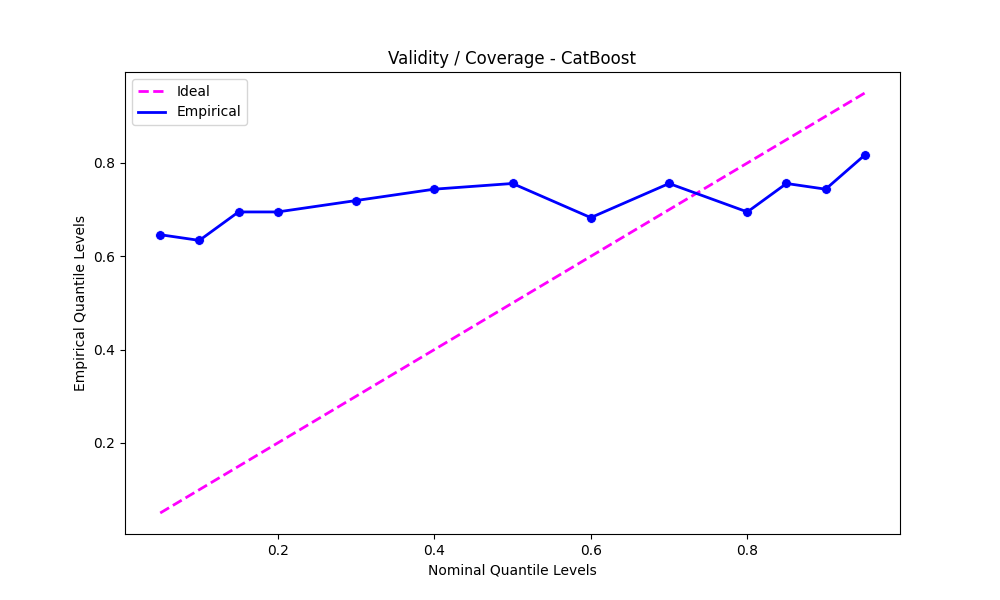 Validity / Coverage - CatBoost
Ideal
Empirical
Empirical Quantile Levels
0.8
0.6
0.4
0.2
0.2 0.4 0.6 0.8
Nominal Quantile Levels